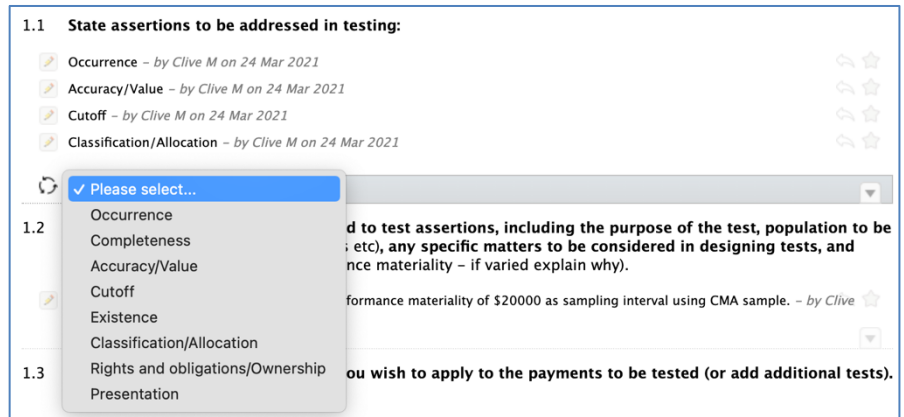 1.1 State assertions to be addressed in testing:
Occurrence – by Clive M on 24 Mar 2021
Accuracy/Value – by Clive M on 24 Mar 2021
Cutoff – by Clive M on 24 Mar 2021
Classification/Allocation – by Clive M on 24 Mar 2021
✓ Please select...
Occurrence
Completeness
Accuracy/Value
Cutoff
Existence
Classification/Allocation
Rights and obligations/Ownership
Presentation
1.2 d to test assertions, including the purpose of the test, population to be
etc), any specific matters to be considered in designing tests, and
nce materiality – if varied explain why).
formance materiality of $20000 as sampling interval using CMA sample. – by Clive
1.3 ou wish to apply to the payments to be tested (or add additional tests).